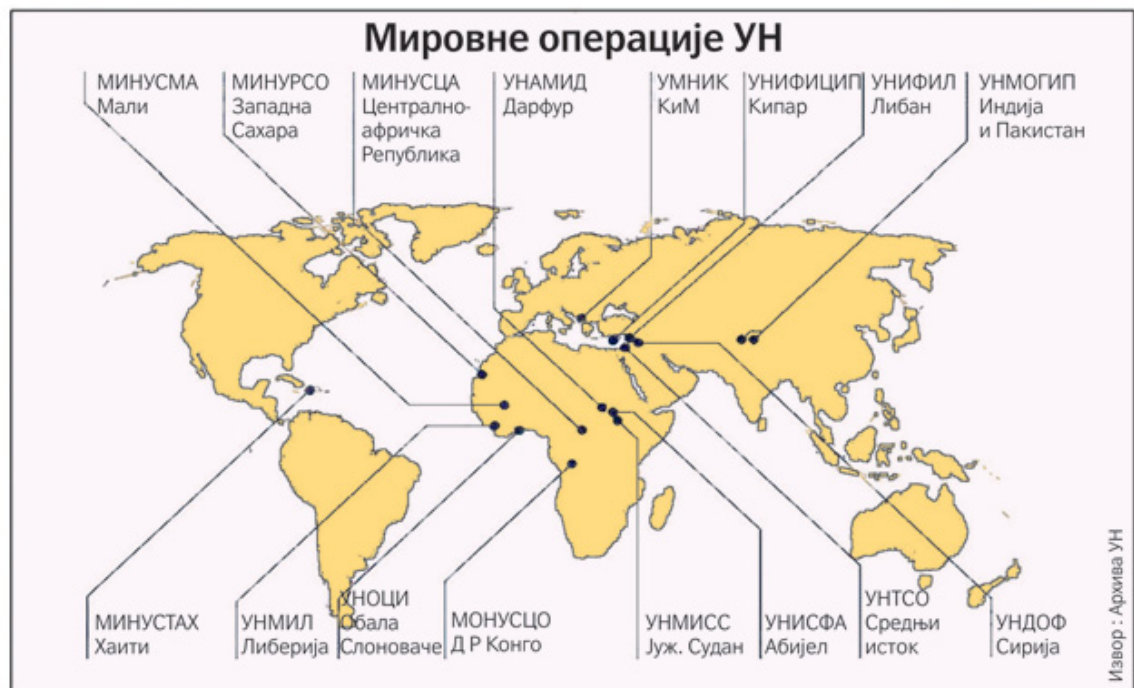 Мировне операције УН
МИНУСМА
Мали
МИНУРСО
Западна
Сахара
МИНУСЦА
Централно-
афричка
Република
УНАМИД
Дарфур
УМНИК
КиМ
УНИФИЦИП
Кипар
УНИФИЛ
Либан
УНМОГИП
Индија
и Пакистан
МИНУСТАХ
Хаити
УНМИЛ
Либерија
УНОЦИ
Обала
Слоноваче
МОНУСЦО
Д Р Конго
УНМИСС
Јуж. Судан
УНИСФА
Абијел
УНТСО
Средњи
исток
УНДОФ
Сирија
Извор : Архива УН